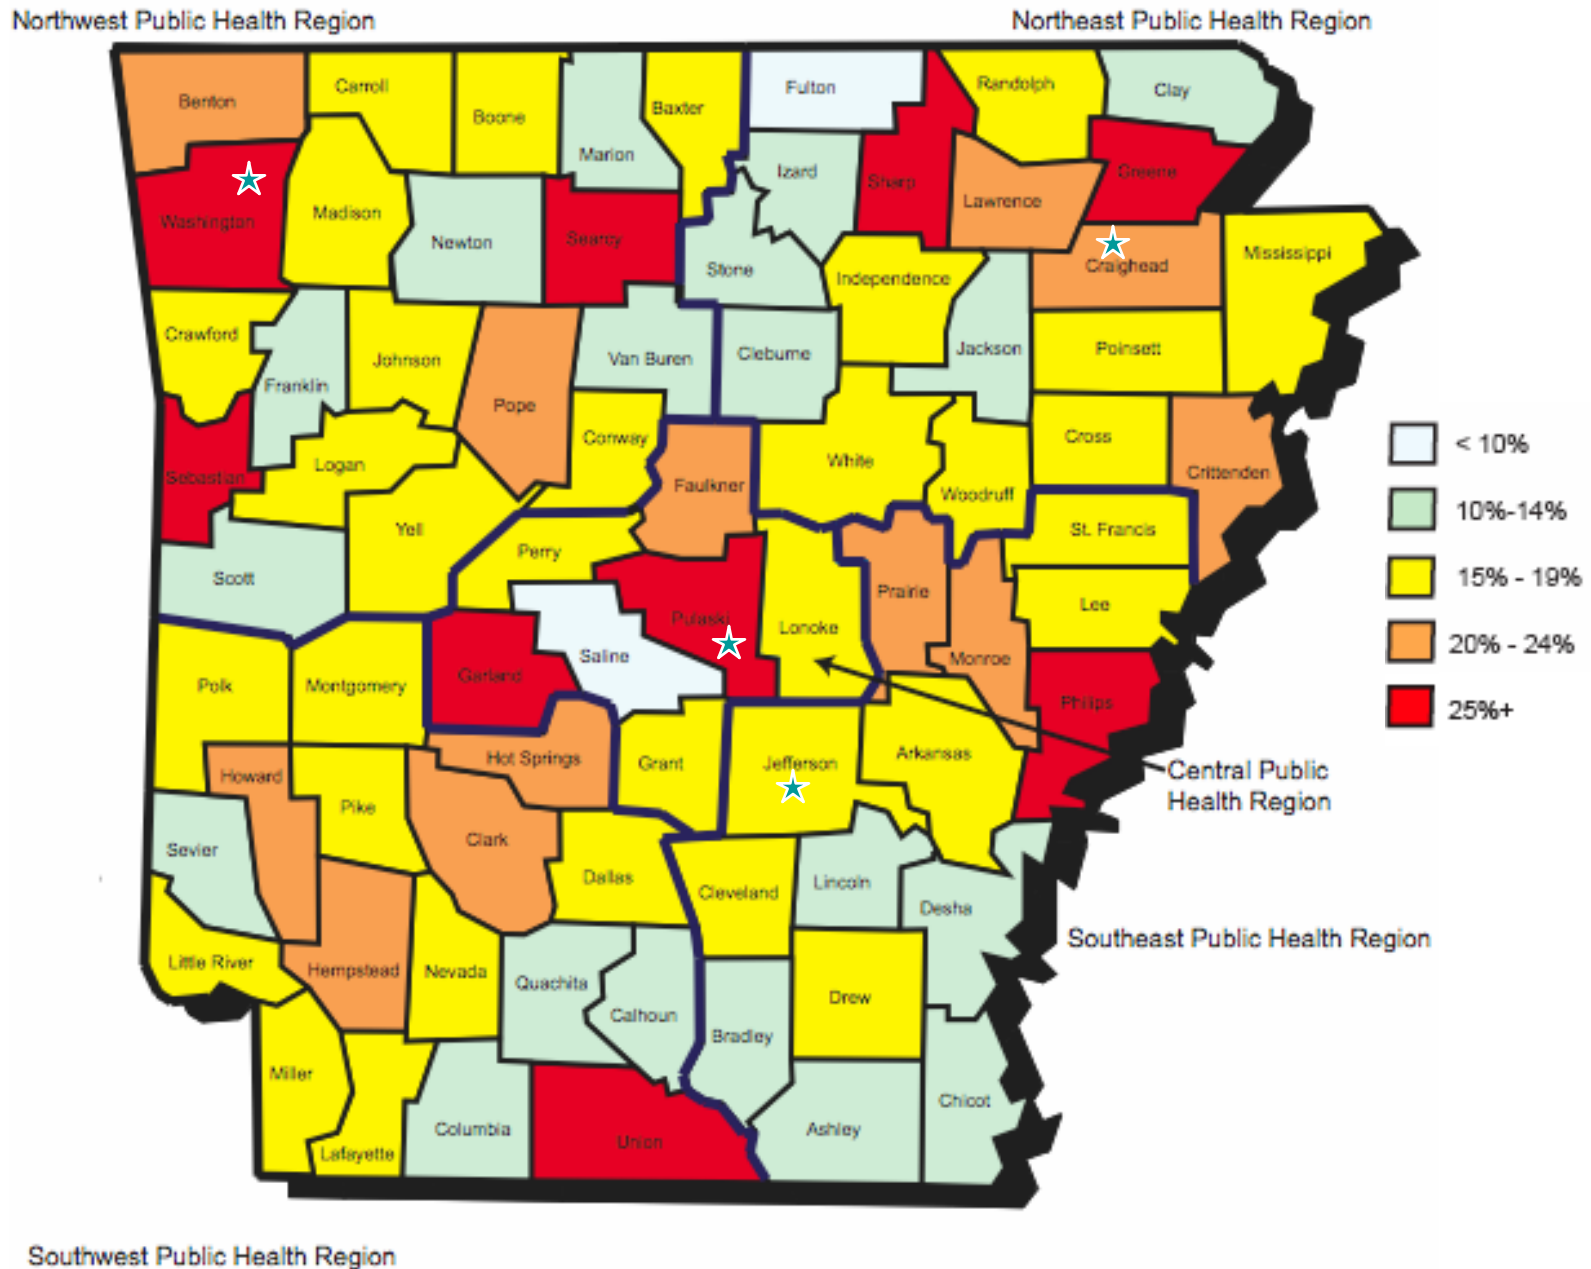 Northwest Public Health Region
Northeast Public Health Region
Benton
Carroll
Boone
Marion
Baxter
Fulton
Sharp
Randolph
Clay
Izard
Lawrence
Greene
Washington
Madison
Newton
Searcy
Stone
Independence
Craighead
Mississippi
Crawford
Franklin
Johnson
Pope
Van Buren
Cleburne
Jackson
Poinsett
Sebastian
Logan
Conway
Faulkner
White
Woodruff
Cross
Crittenden
< 10%
10%-14%
15% - 19%
20% - 24%
25%+
Scott
Yell
Perry
Pulaski
Lonoke
Prairie
Monroe
St. Francis
Lee
Polk
Montgomery
Garland
Saline
Philips
Howard
Pike
Hot Springs
Grant
Jefferson
Arkansas
Central Public
Health Region
Sevier
Clark
Dallas
Cleveland
Lincoln
Desha
Southeast Public Health Region
Little River
Hempstead
Nevada
Quachita
Calhoun
Bradley
Drew
Miller
Lafayette
Columbia
Union
Ashley
Chicot
Southwest Public Health Region